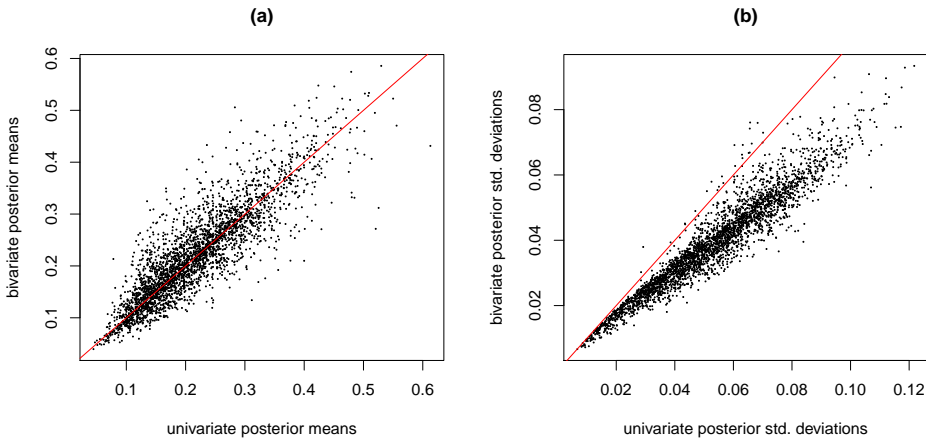 (a)
bivariate posterior means
0.6
0.5
0.4
0.3
0.2
0.1
0.1 0.2 0.3 0.4 0.5 0.6
univariate posterior means
(b)
bivariate posterior std. deviations
0.08
0.06
0.04
0.02
0.02 0.04 0.06 0.08 0.10 0.12
univariate posterior std. deviations